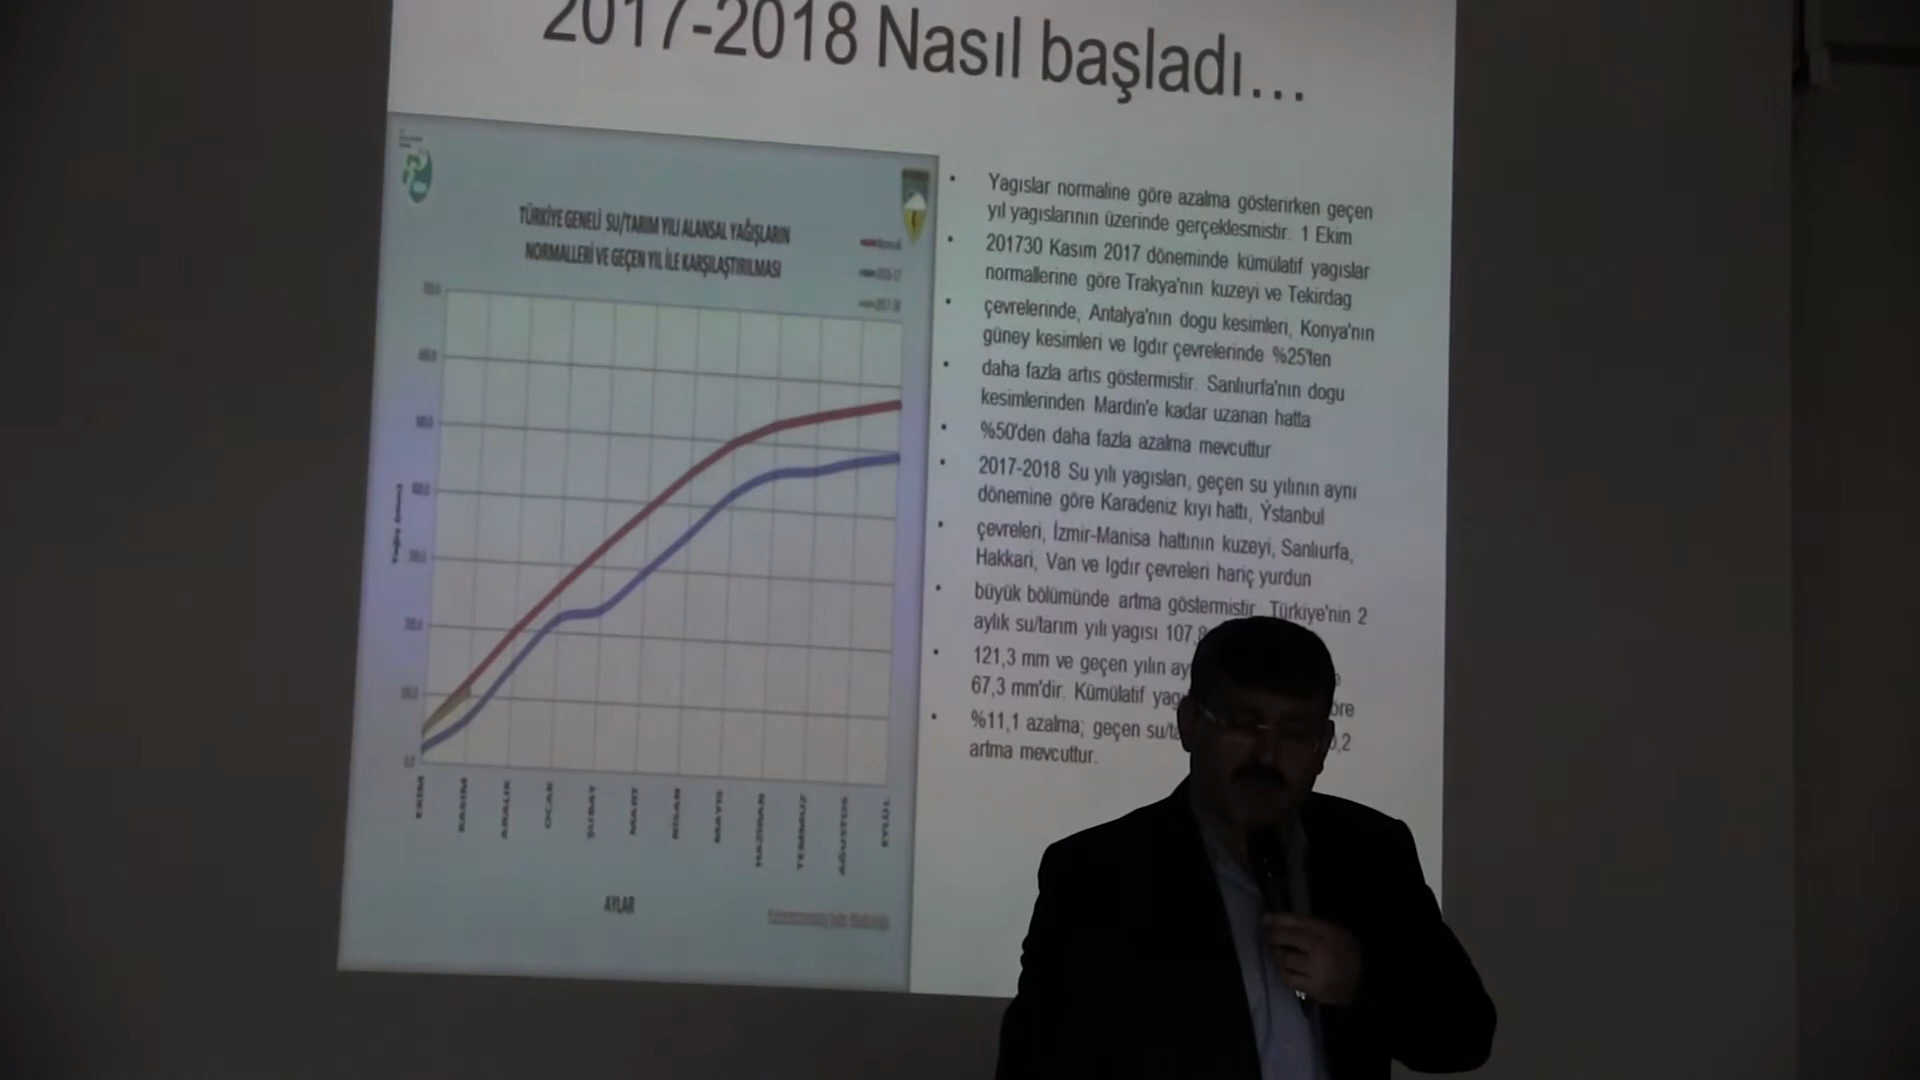 2017-2018 Nasıl başladı...
TÜRKİYE GENELİ SU/TARIM YILI ALANSAL YAĞIŞLARIN
NORMALLERİ VE GEÇEN YIL İLE KARŞILAŞTIRILMASI
EKİM
KASIM
ARALIK
OCAK
ŞUBAT
MART
NİSAN
MAYIS
HAZİRAN
TEMMUZ
AĞUSTOS
EYLÜL
AYLAR
• Yagıslar normaline göre azalma gösterirken geçen
yıl yagıslarının üzerinde gerçeklesmistir. 1 Ekim
• 201730 Kasım 2017 döneminde kümülatif yagıslar
normallerine göre Trakya'nın kuzeyi ve Tekirdag
• çevrelerinde, Antalya'nın dogu kesimleri, Konya'nın
güney kesimleri ve Igdır çevrelerinde %25'ten
• daha fazla artıs göstermistir. Sanlıurfa'nın dogu
kesimlerinden Mardin'e kadar uzanan hatta
• %50'den daha fazla azalma mevcuttur
• 2017-2018 Su yılı yagısları, geçen su yılının aynı
dönemine göre Karadeniz kıyı hattı, Ýstanbul
• çevreleri, İzmir-Manisa hattının kuzeyi, Sanlıurfa,
Hakkari, Van ve Igdır çevreleri hariç yurdun
• büyük bölümünde artma göstermistir. Türkiye'nin 2
aylık su/tarım yılı yagısı 107,8
• 121,3 mm ve geçen yılın
67,3 mm'dir. Kümülatif
• %11,1 azalma; geçen
artma mevcuttur.